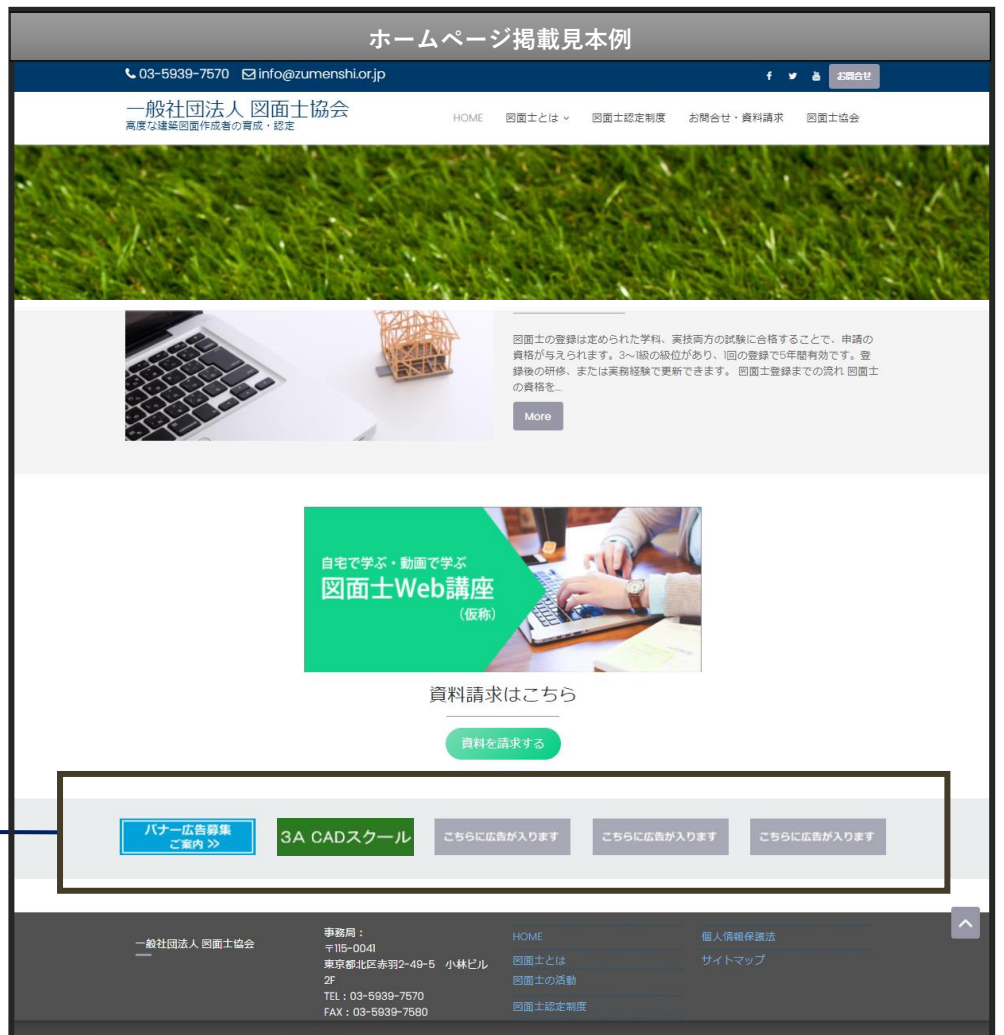 ホームページ掲載見本例
03-5939-7570 info@zumenshi.or.jp
お問合せ
一般社団法人 図面士協会
高度な建築図面作成者の育成・認定
HOME 図面士とは 図面士認定制度 お問合せ・資料請求 図面士協会
図面士の登録は定められた学科、実技両方の試験に合格することで、申請の
資格が与えられます。3〜1級の級位があり、1回の登録で5年間有効です。登
録後の研修、または実務経験で更新できます。 図面士登録までの流れ 図面士
の資格を…
More
自宅で学ぶ・動画で学ぶ
図面士Web講座
(仮称)
資料請求はこちら
資料を請求する
バナー広告募集
ご案内 >>
3A CADスクール
こちらに広告が入ります
こちらに広告が入ります
こちらに広告が入ります
一般社団法人 図面士協会
事務局：
〒115-0041
東京都北区赤羽2-49-5 小林ビル
2F
TEL：03-5939-7570
FAX：03-5939-7580
HOME
図面士とは
図面士の活動
図面士認定制度
個人情報保護法
サイトマップ